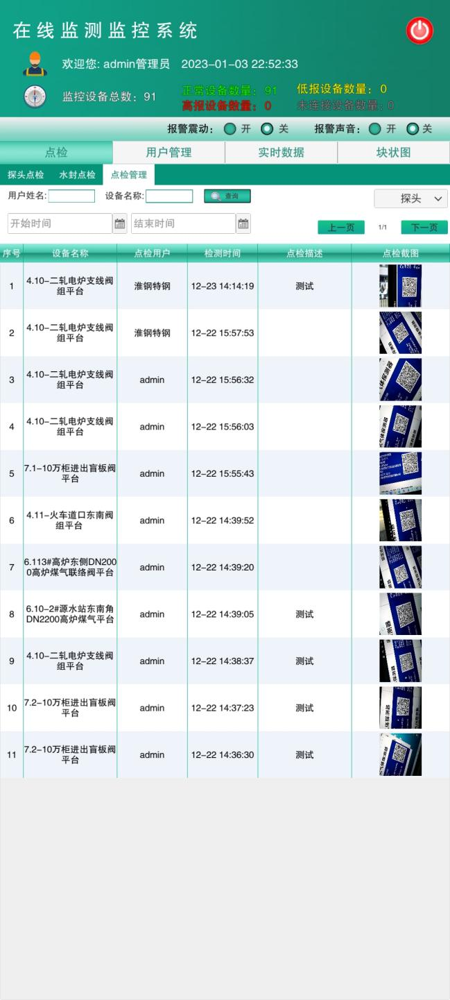 在线监测监控系统
欢迎您: admin管理员 2023-01-03 22:52:33
监控设备总数: 91 正常设备数量: 91 低报设备数量: 0
高报设备数量: 0 未连接设备数量: 0
报警震动: 开 关 报警声音: 开 关
点检 用户管理 实时数据 块状图
探头点检 水封点检 点检管理
用户姓名: 设备名称: 查询 探头
开始时间 结束时间 上一页 1/1 下一页
序号 设备名称 点检用户 检测时间 点检描述 点检截图
1 4.10-二轧电炉支线阀 淮钢特钢 12-23 14:14:19 测试
组平台
2 4.10-二轧电炉支线阀 淮钢特钢 12-22 15:57:53
组平台
3 4.10-二轧电炉支线阀 admin 12-22 15:56:32
组平台
4 4.10-二轧电炉支线阀 admin 12-22 15:56:03
组平台
5 7.1-10万柜进出盲板阀 admin 12-22 15:55:43
平台
6 4.11-火车道口东南阀 admin 12-22 14:39:52
组平台
7 6.113#高炉东侧DN200 admin 12-22 14:39:20
0高炉煤气联络阀平台
8 6.10-2#源水站东南角 admin 12-22 14:39:05 测试
DN2200高炉煤气平台
9 4.10-二轧电炉支线阀 admin 12-22 14:38:37 测试
组平台
10 7.2-10万柜进出盲板阀 admin 12-22 14:37:23 测试
平台
11 7.2-10万柜进出盲板阀 admin 12-22 14:36:30 测试
平台